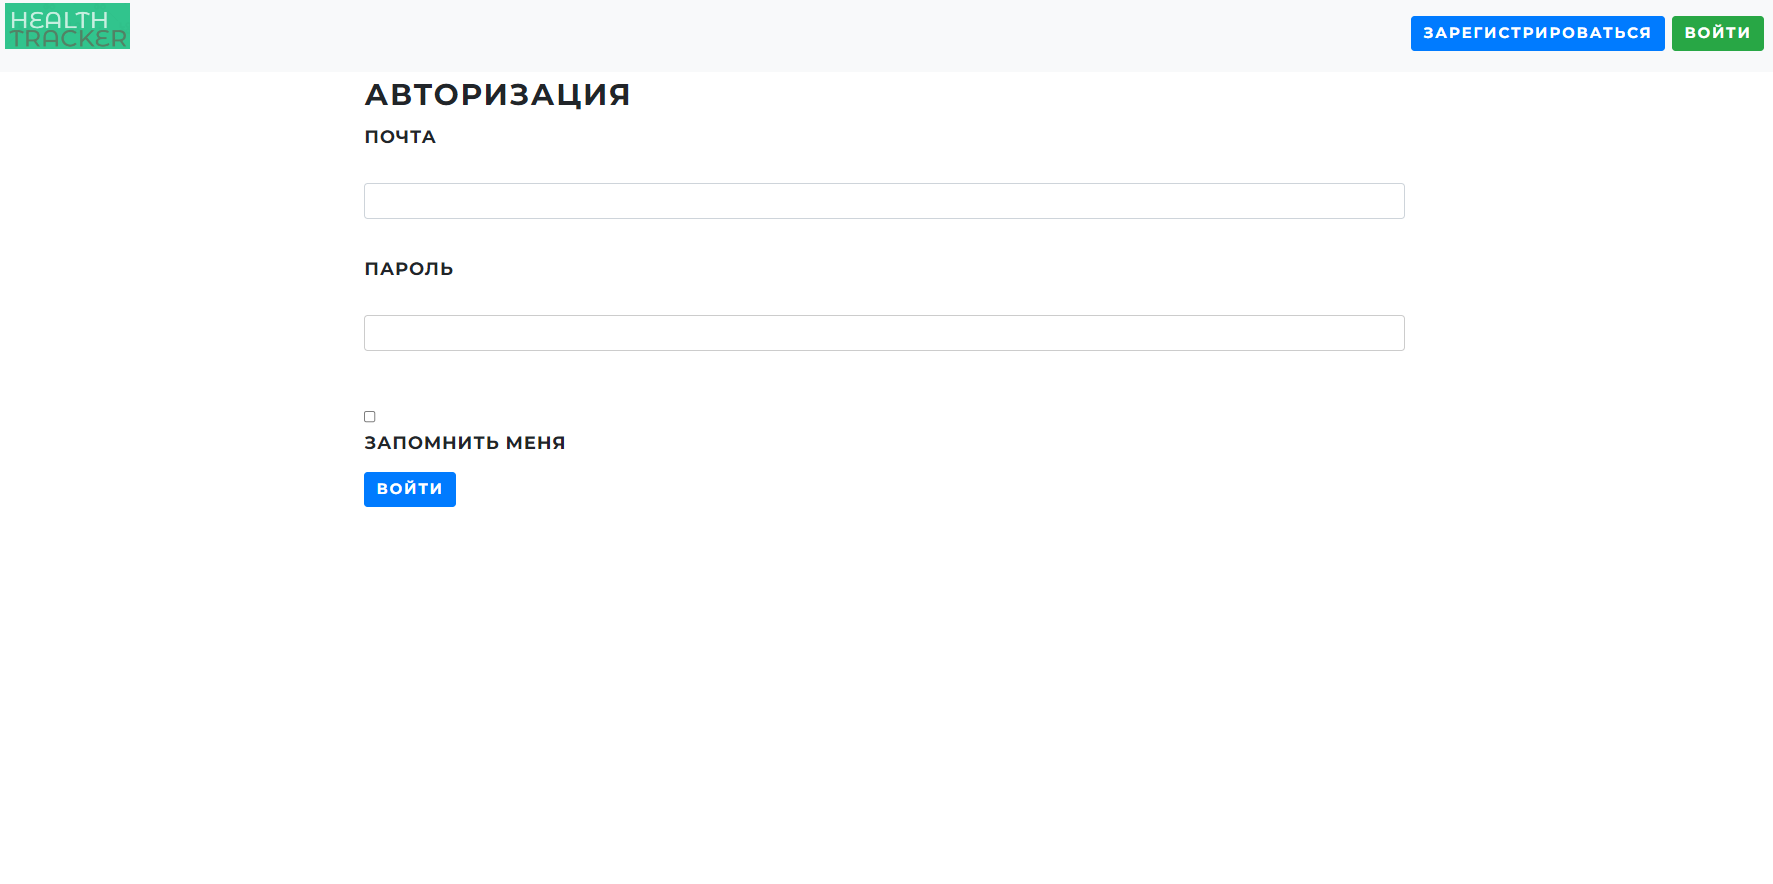 HEALTH
TRACKER
ЗАРЕГИСТРИРОВАТЬСЯ ВОЙТИ
АВТОРИЗАЦИЯ
ПОЧТА
ПАРОЛЬ
ЗАПОМНИТЬ МЕНЯ
ВОЙТИ